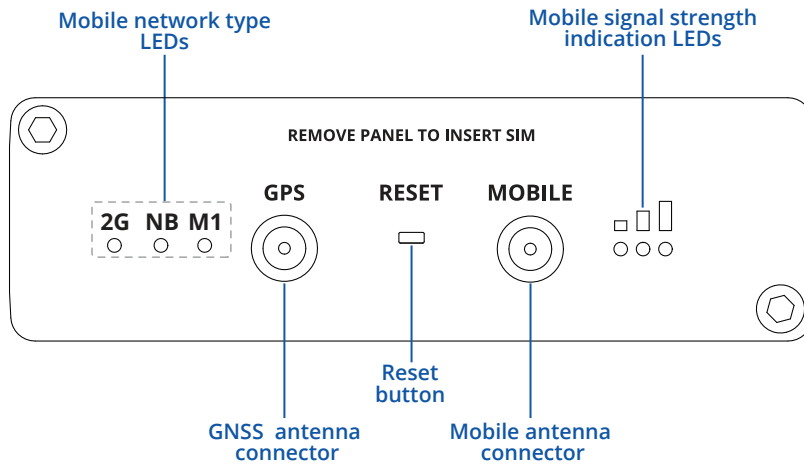 Mobile network type
LEDs
Mobile signal strength
indication LEDs
REMOVE PANEL TO INSERT SIM
GPS
RESET
MOBILE
2G NB M1
Reset
button
GNSS antenna
connector
Mobile antenna
connector